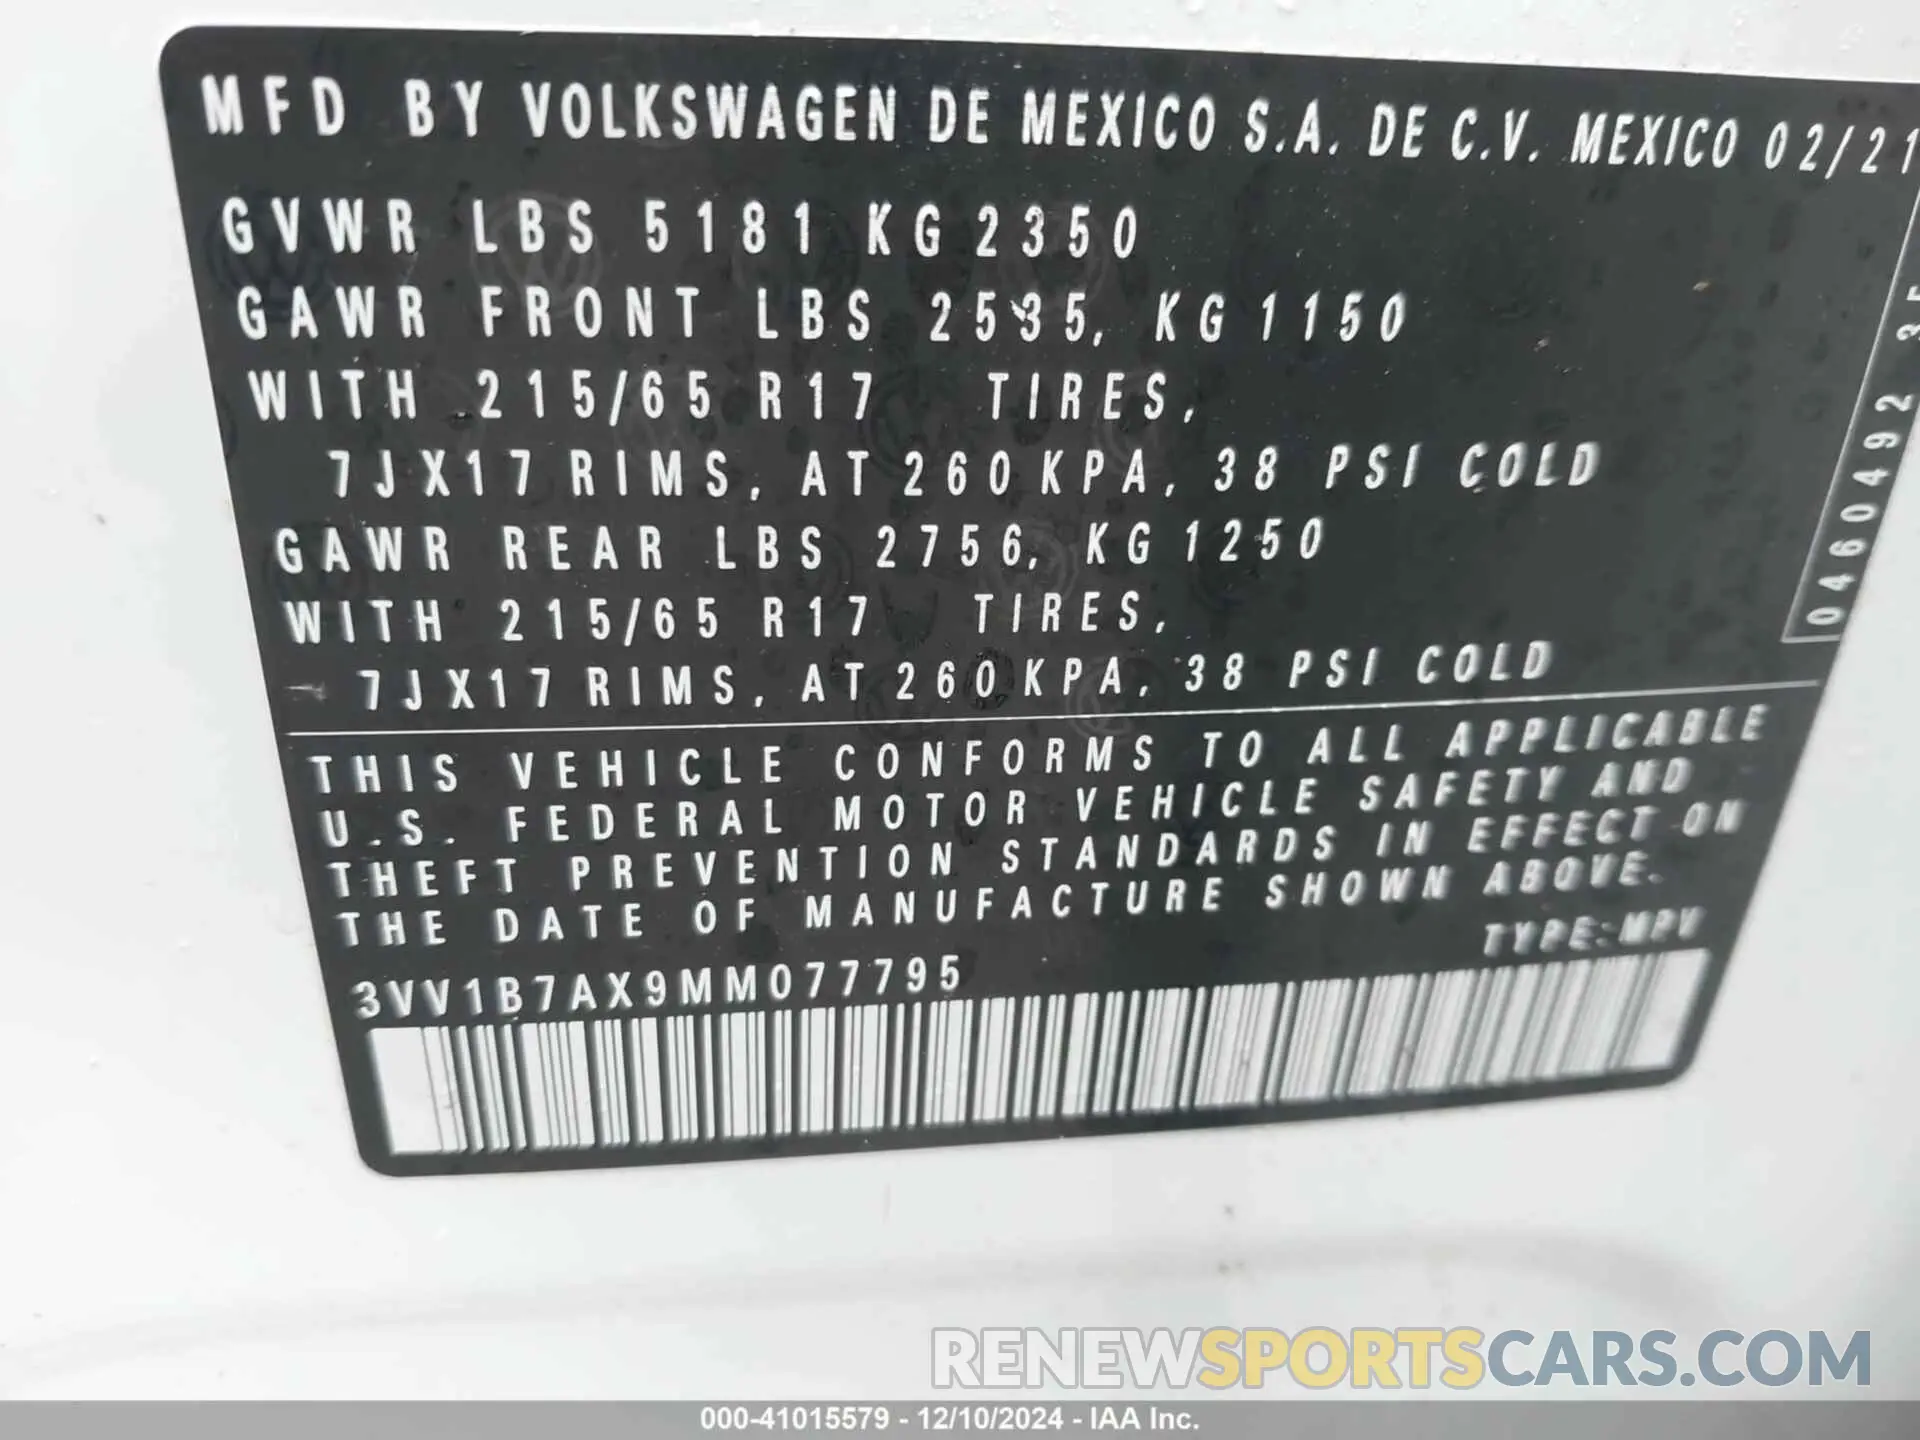 MFD BY VOLKSWAGEN DE MEXICO S.A. DE C.V. MEXICO 02/21
GVWR LBS 5181 KG 2350
GAWR FRONT LBS 2535, KG 1150
WITH 215/65 R17 TIRES,
7JX17 RIMS, AT 260 KPA, 38 PSI COLD
GAWR REAR LBS 2756, KG 1250
WITH 215/65 R17 TIRES,
7JX17 RIMS, AT 260 KPA, 38 PSI COLD
THIS VEHICLE CONFORMS TO ALL APPLICABLE
U.S. FEDERAL MOTOR VEHICLE SAFETY AND
THEFT PREVENTION STANDARDS IN EFFECT ON
THE DATE OF MANUFACTURE SHOWN ABOVE.
TYPE: MPV
3VV1B7AX9MM077795
0460492
RENEWSPORTSCARS.COM
000-41015579 - 12/10/2024 - IAA Inc.